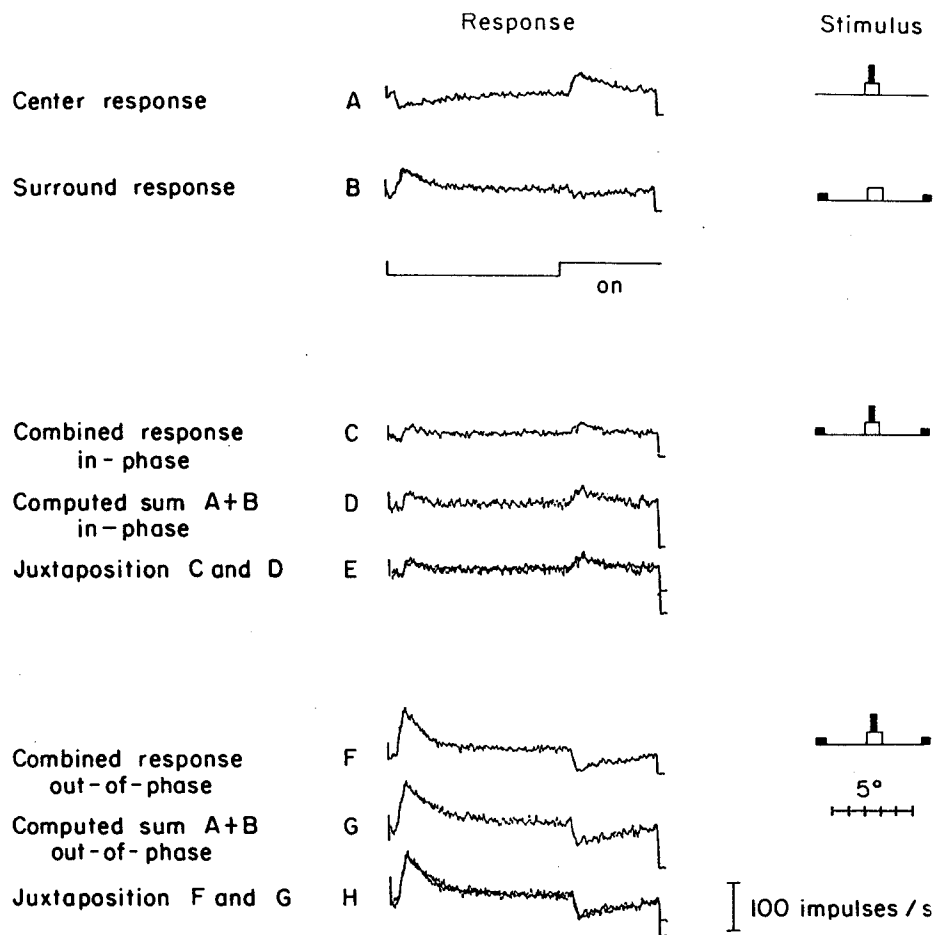 Response Stimulus
Center response A
Surround response B
on
Combined response C
in-phase
Computed sum A+B D
in-phase
Juxtaposition C and D E
Combined response F
out-of-phase
5°
Computed sum A+B G
out-of-phase
Juxtaposition F and G H
100 impulses/s